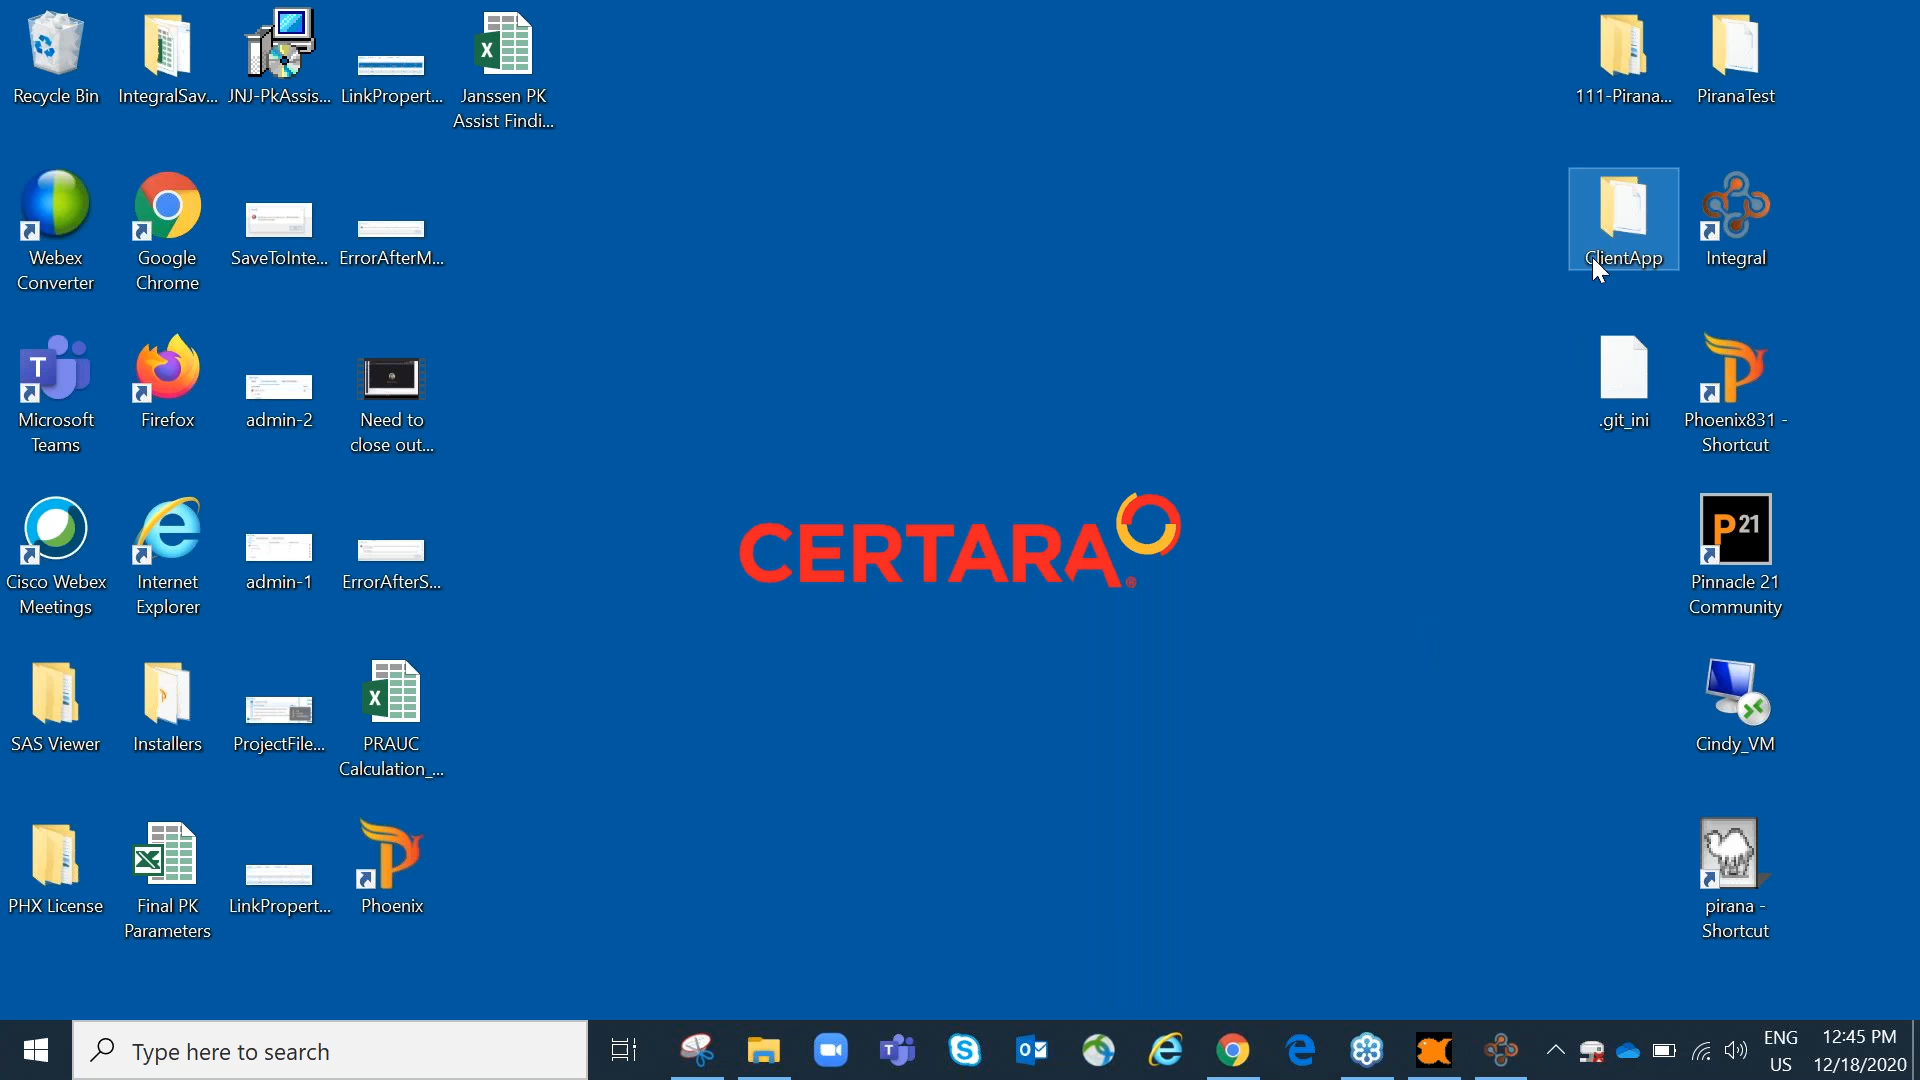 Recycle Bin
IntegralSav...
JNJ-PkAssis...
LinkPropert...
Janssen PK
Assist Findi...
111-Pirana...
PiranaTest
Webex
Converter
Google
Chrome
SaveToInte...
ErrorAfterM...
ClientApp
Integral
Microsoft
Teams
Firefox
admin-2
Need to
close out...
.git_ini
Phoenix831 -
Shortcut
CERTARA®
P21
Cisco Webex
Meetings
Internet
Explorer
admin-1
ErrorAfterS...
Pinnacle 21
Community
SAS Viewer
Installers
ProjectFile...
PRAUC
Calculation_...
Cindy_VM
PHX License
Final PK
Parameters
LinkPropert...
Phoenix
pirana -
Shortcut
Type here to search
ENG
US
12:45 PM
12/18/2020